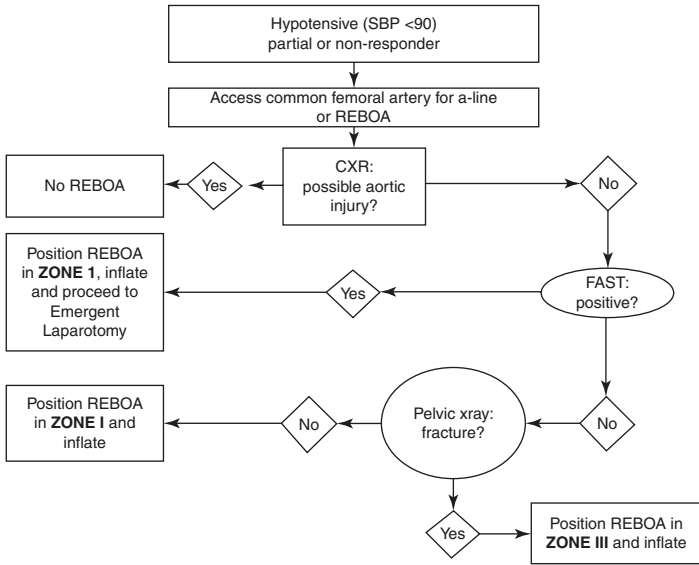 Hypotensive (SBP <90)
partial or non-responder
Access common femoral artery for a-line
or REBOA
CXR:
possible aortic
injury?
Yes
No REBOA
No
FAST:
positive?
Yes
Position REBOA
in ZONE 1, inflate
and proceed to
Emergent
Laparotomy
No
Pelvic xray:
fracture?
No
Position REBOA
in ZONE I and
inflate
Yes
Position REBOA in
ZONE III and inflate